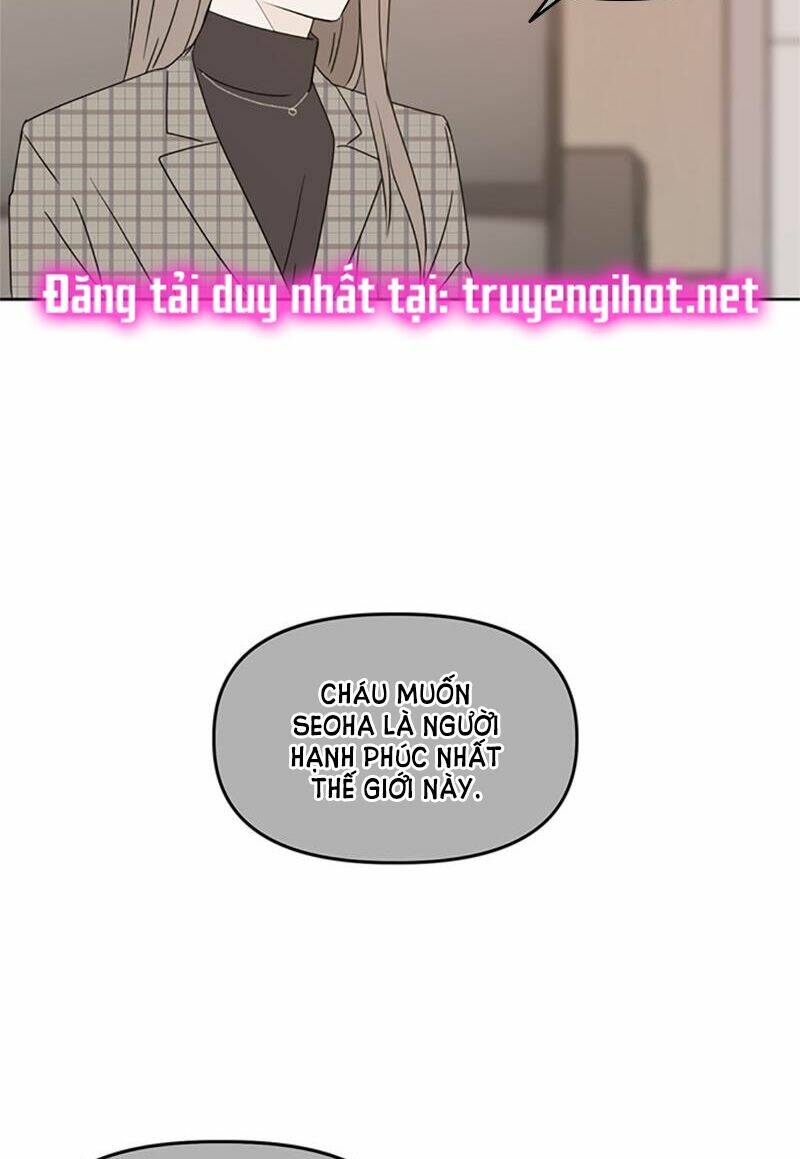 Đăng tải duy nhất tại: truyengihot.net
CHÁU MUỐN
SEOHA LÀ NGƯỜI
HẠNH PHÚC NHẤT
THẾ GIỚI NÀY.